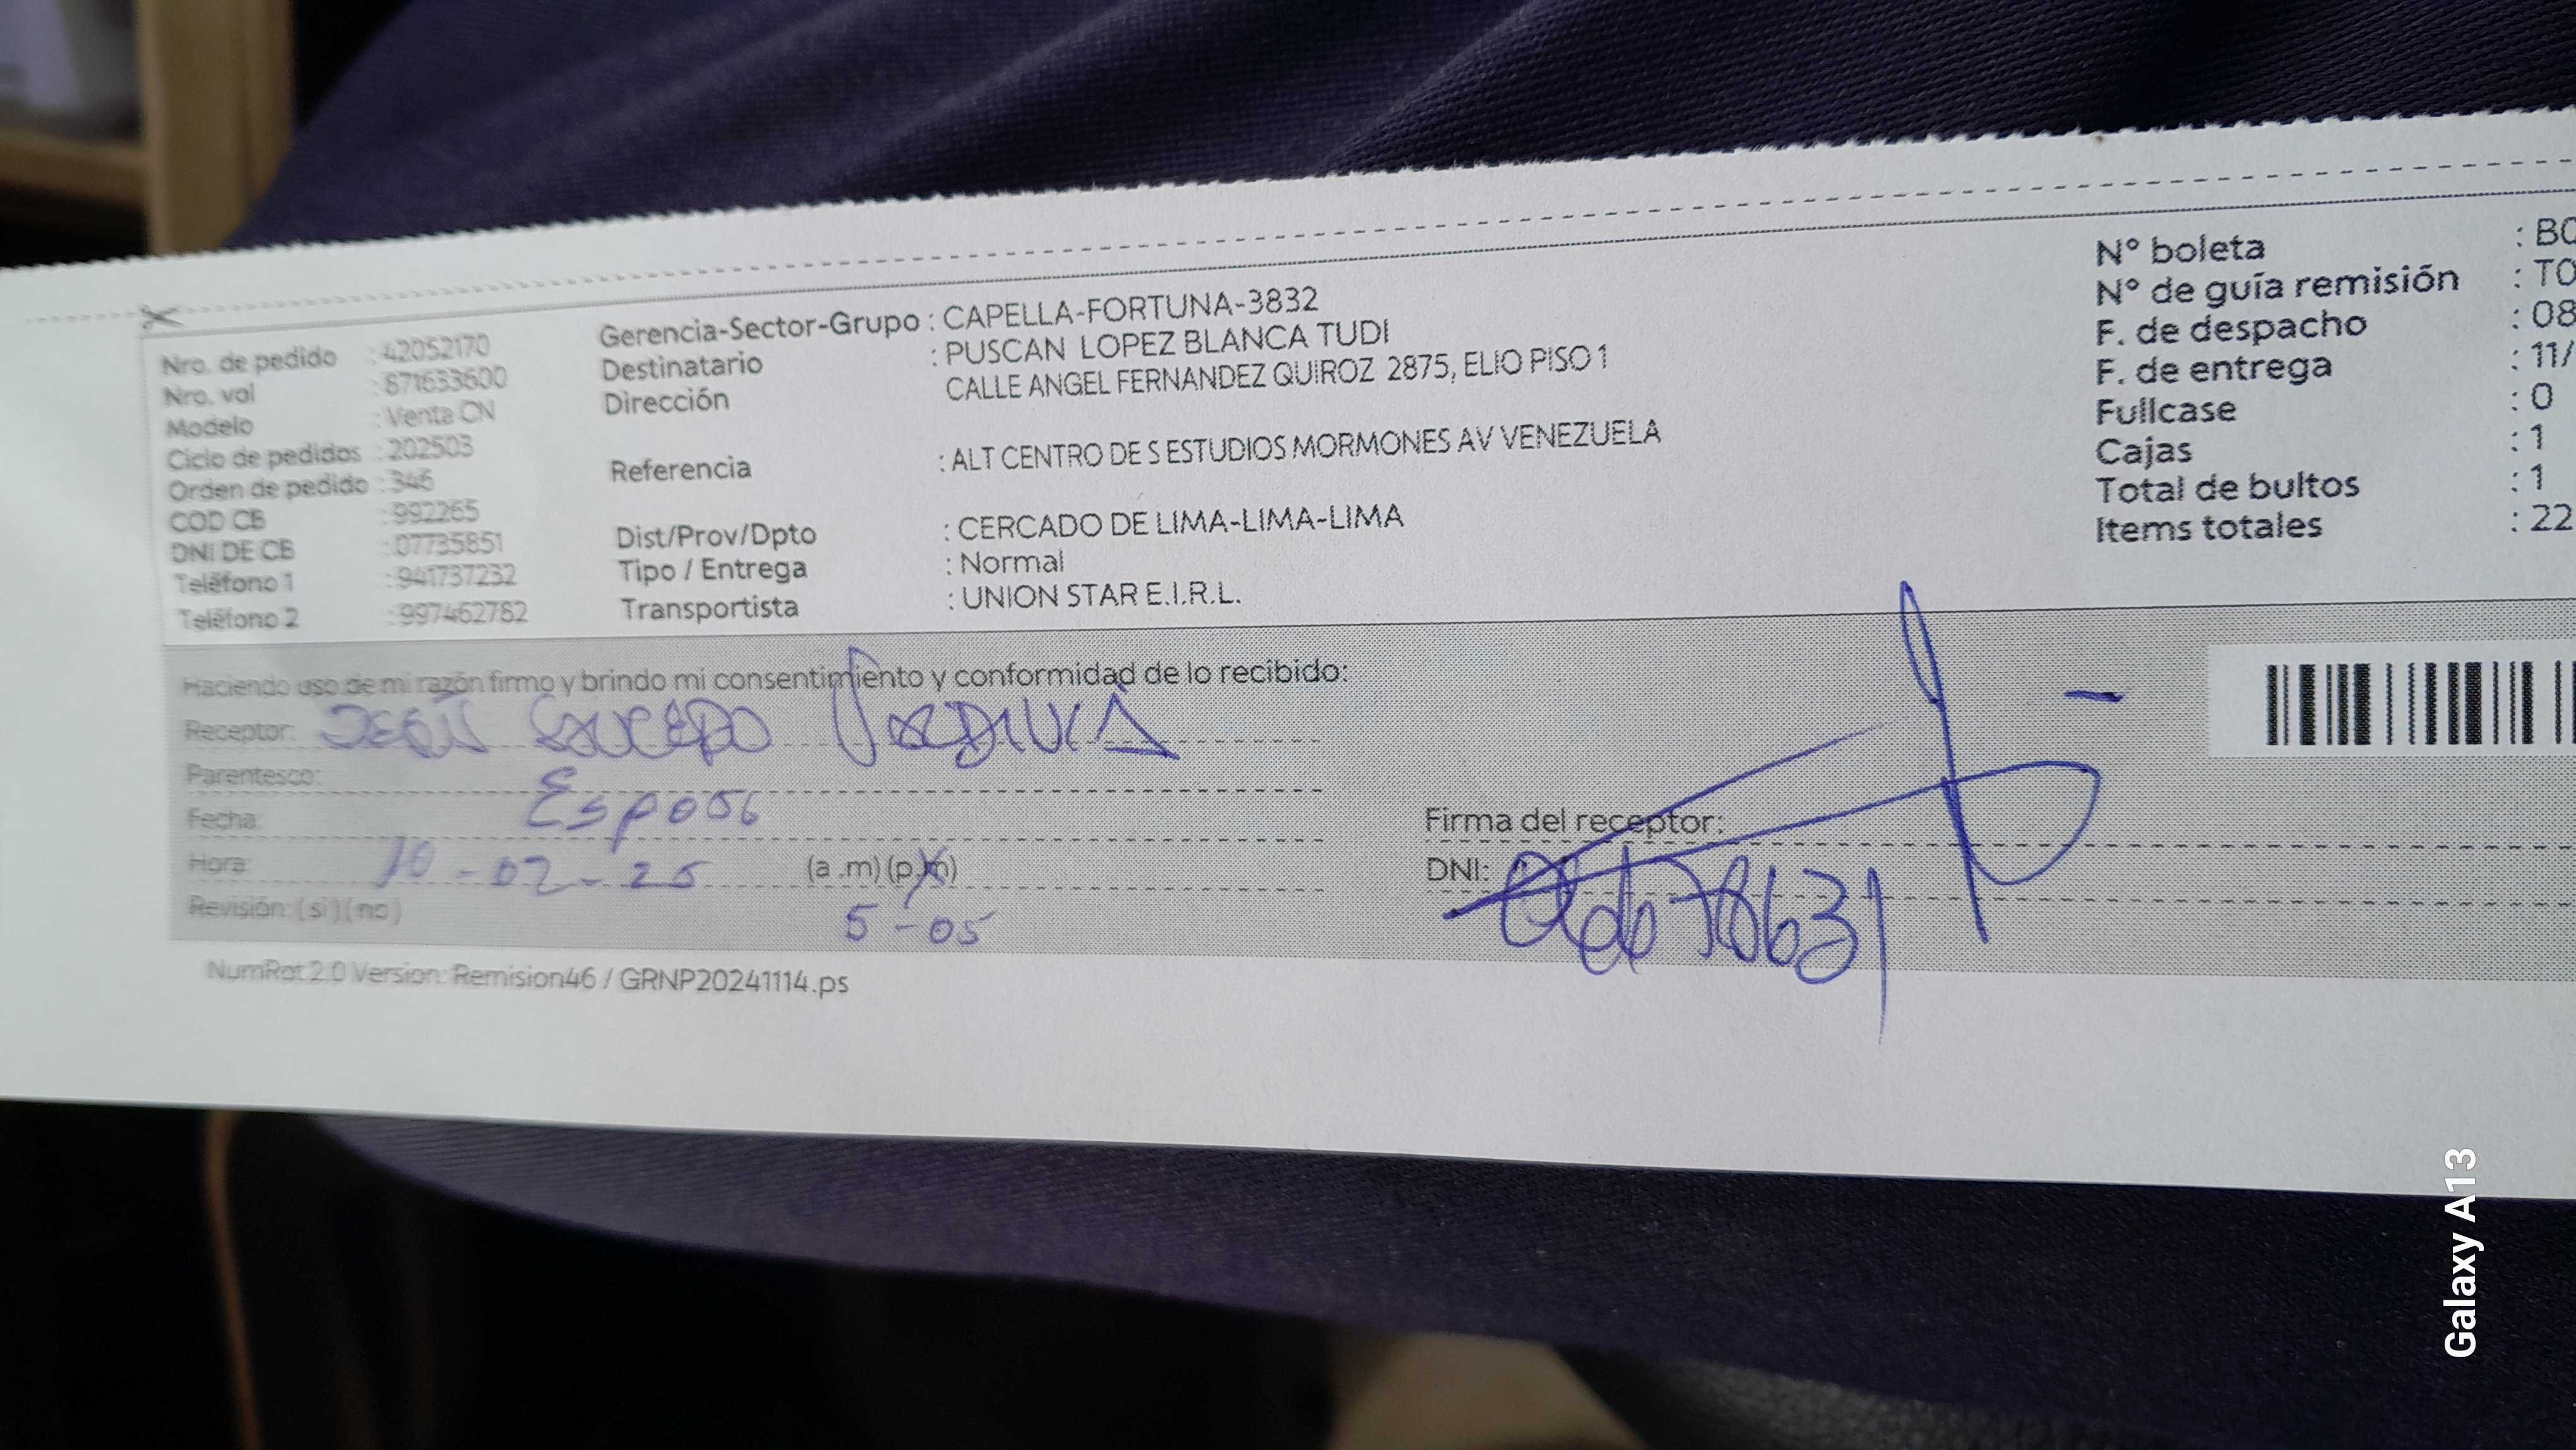 Nro. de pedido : 42052170
Nro. val : 871633600
Modelo : Venta CN
Ciclo de pedidos : 202503
Orden de pedido : 346
COD CB : 992265
DNI DE CB : 07735851
Teléfono 1 : 941737232
Teléfono 2 : 997462782
Gerencia-Sector-Grupo : CAPELLA-FORTUNA-3832
Destinatario : PUSCAN LOPEZ BLANCA TUDI
Dirección CALLE ANGEL FERNANDEZ QUIROZ 2875, ELIO PISO 1
Referencia : ALT CENTRO DE S ESTUDIOS MORMONES AV VENEZUELA
Dist/Prov/Dpto : CERCADO DE LIMA-LIMA-LIMA
Tipo / Entrega : Normal
Transportista : UNION STAR E.I.R.L.
N° boleta : B0
N° de guía remisión : T0
F. de despacho : 08
F. de entrega : 11/
Fullcase : 0
Cajas : 1
Total de bultos : 1
Items totales : 22
Haciendo uso de mi razón firmo y brindo mi consentimiento y conformidad de lo recibido:
Receptor: JESÚS
Parentesco: Esposo
Fecha: 10-02-25
Hora: (a.m)(p.m)
5-05
Revisión: (si)(no)
Firma del receptor:
DNI:
NumRot 2.0 Version: Remision46 / GRNP20241114.ps
Galaxy A13